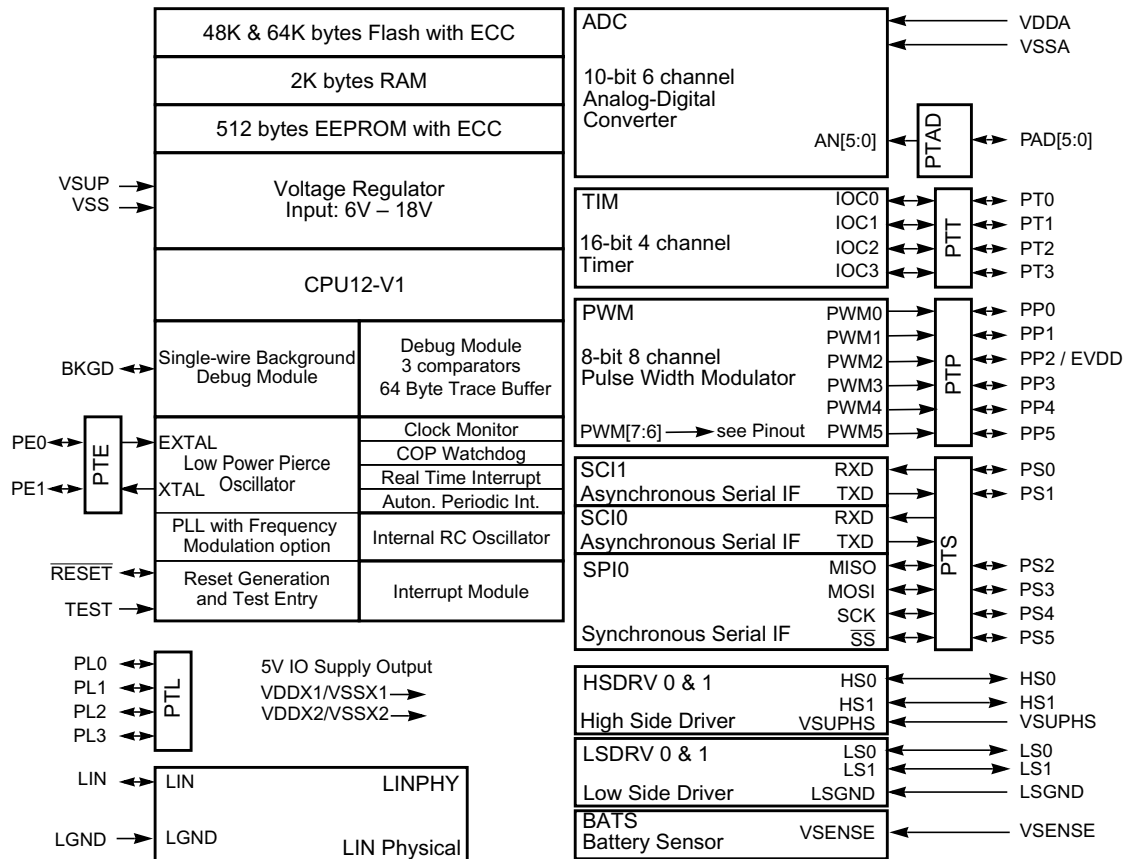 48K & 64K bytes Flash with ECC
2K bytes RAM
512 bytes EEPROM with ECC
VSUP
VSS
Voltage Regulator
Input: 6V – 18V
CPU12-V1
BKGD
Single-wire Background
Debug Module
Debug Module
3 comparators
64 Byte Trace Buffer
PE0
PE1
PTE
EXTAL
Low Power Pierce
Oscillator
XTAL
Clock Monitor
COP Watchdog
Real Time Interrupt
Auton. Periodic Int.
PLL with Frequency
Modulation option
Internal RC Oscillator
RESET
TEST
Reset Generation
and Test Entry
Interrupt Module
PL0
PL1
PL2
PL3
PTL
5V IO Supply Output
VDDX1/VSSX1
VDDX2/VSSX2
LIN
LGND
LIN
LINPHY
LGND
LIN Physical
ADC
10-bit 6 channel
Analog-Digital
Converter
AN[5:0]
PTAD
VDDA
VSSA
PAD[5:0]
TIM
16-bit 4 channel
Timer
IOC0
IOC1
IOC2
IOC3
PTT
PT0
PT1
PT2
PT3
PWM
8-bit 8 channel
Pulse Width Modulator
PWM[7:6]
see Pinout
PWM0
PWM1
PWM2
PWM3
PWM4
PWM5
PTP
PP0
PP1
PP2 / EVDD
PP3
PP4
PP5
SCI1
Asynchronous Serial IF
RXD
TXD
SCI0
Asynchronous Serial IF
RXD
TXD
SPI0
Synchronous Serial IF
MISO
MOSI
SCK
SS
PTS
PS0
PS1
PS2
PS3
PS4
PS5
HSDRV 0 & 1
High Side Driver
HS0
HS1
VSUPHS
HS0
HS1
VSUPHS
LSDRV 0 & 1
Low Side Driver
LS0
LS1
LSGND
LS0
LS1
LSGND
BATS
Battery Sensor
VSENSE
VSENSE